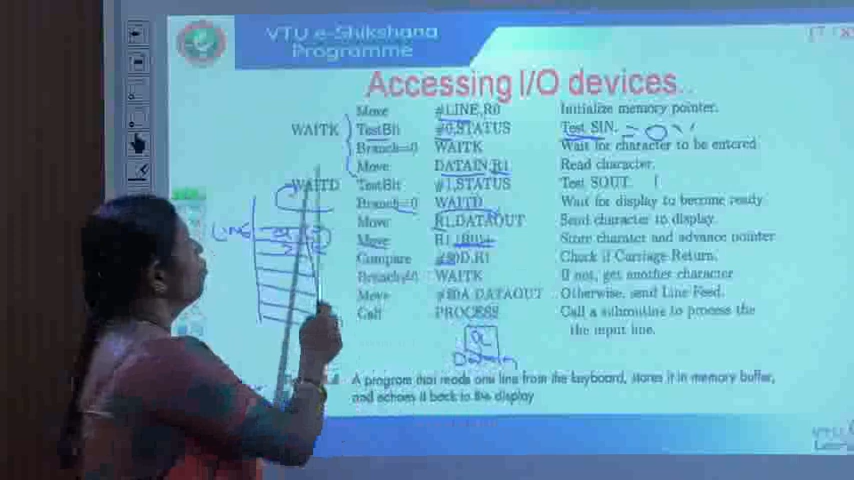 VTU e-Shikshana
Programme
Accessing I/O devices
Move #LINE,R0 Initialize memory pointer.
WAITK TestBit #0,STATUS Test SIN. = 0
Branch=0 WAITK Wait for character to be entered
Move DATAIN,R1 Read character.
WAITD TestBit #1,STATUS Test SOUT.
Branch=0 WAITD Wait for display to become ready
Move R1,DATAOUT Send character to display.
LINE Move R1, Store character and advance pointer
Compare #$0D,R1 Check if Carriage Return.
Branch≠0 WAITK If not, get another character
Move #$0A,DATAOUT Otherwise, send Line Feed.
Call PROCESS Call a subroutine to process the
the input line.
Datain
A program that reads one line from the keyboard, stores it in memory buffer,
and echoes it back to the display